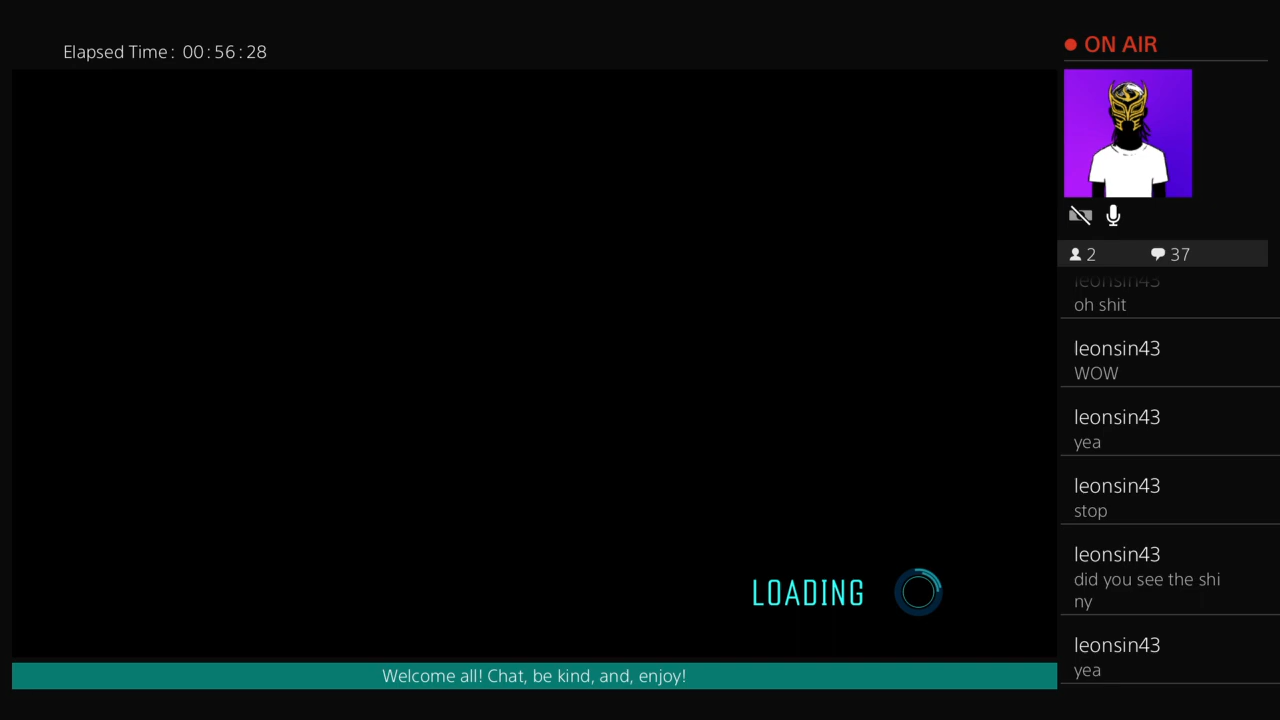 Elapsed Time: 00:56:28
ON AIR
2 37
leonsin43
oh shit
leonsin43
WOW
leonsin43
yea
leonsin43
stop
leonsin43
did you see the shi
ny
leonsin43
yea
LOADING
Welcome all! Chat, be kind, and, enjoy!